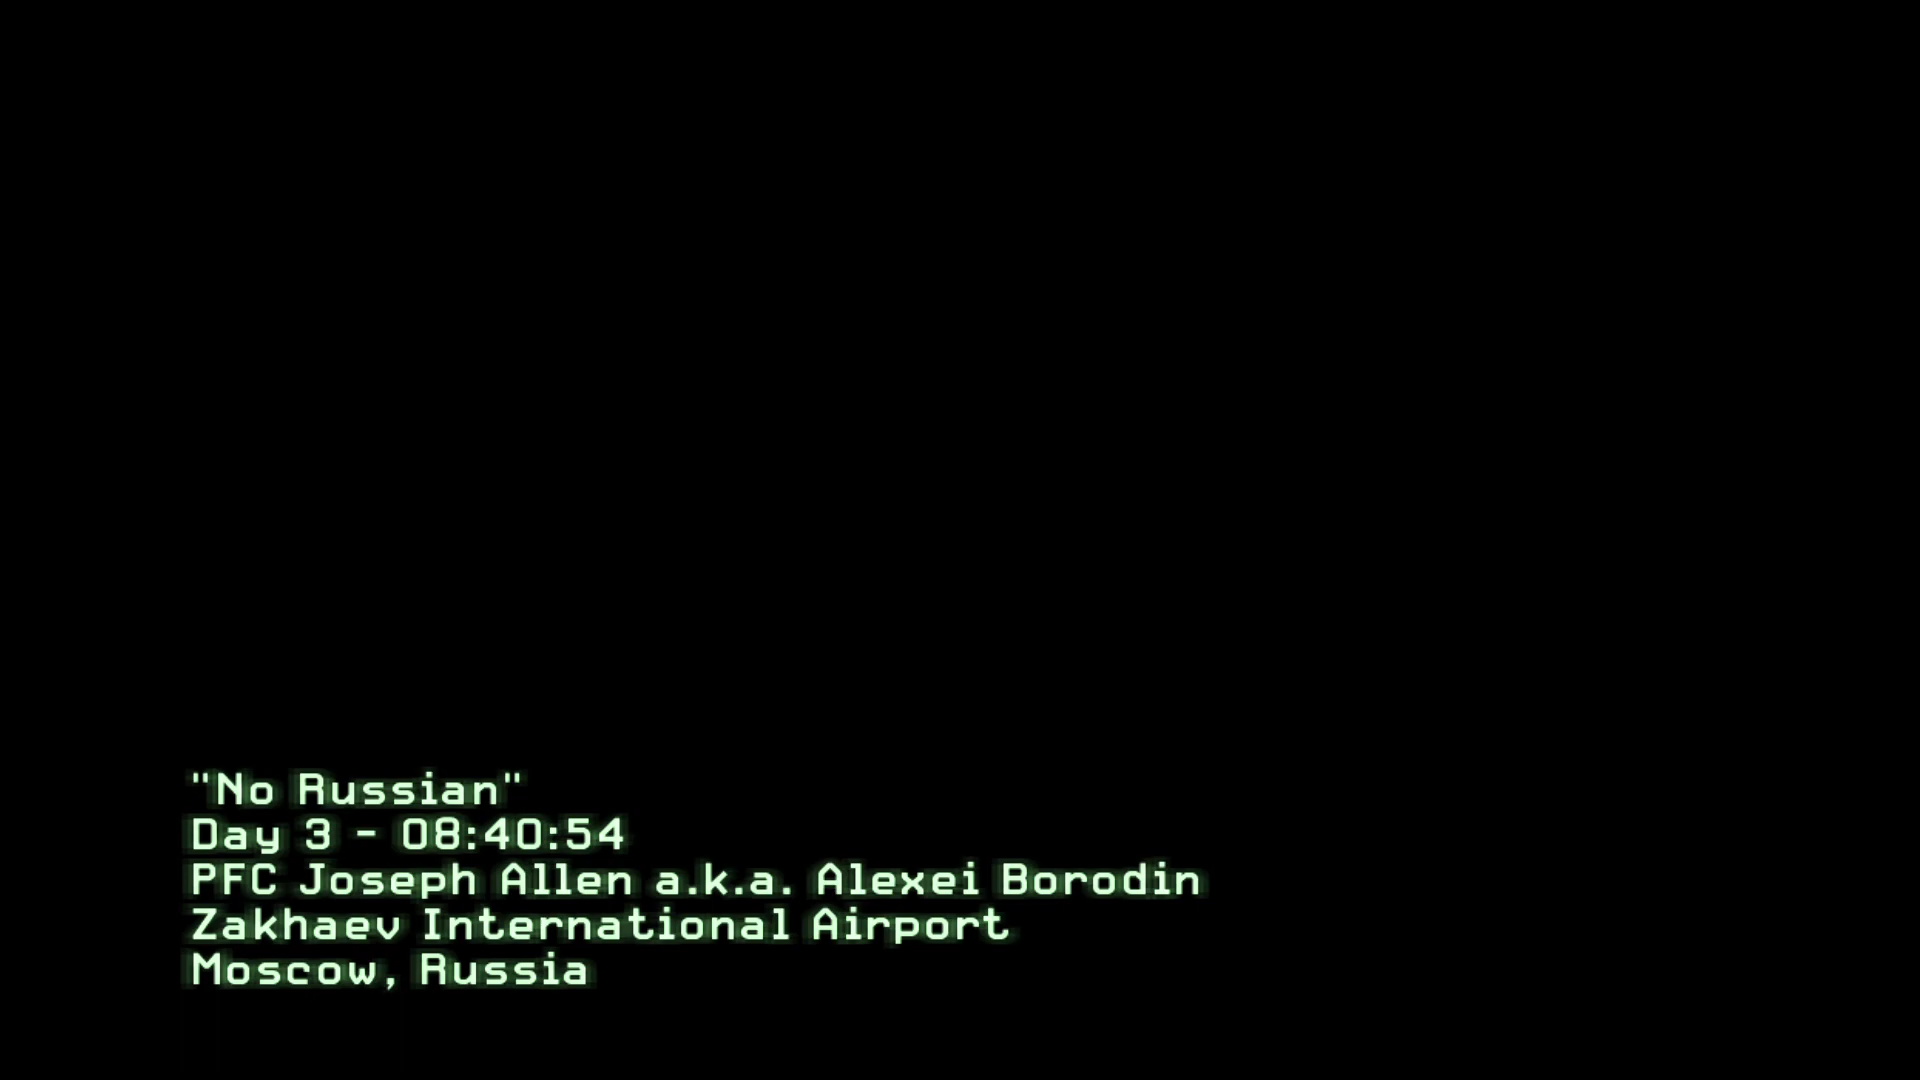 "No Russian"
Day 3 - 08:40:54
PFC Joseph Allen a.k.a. Alexei Borodin
Zakhaev International Airport
Moscow, Russia